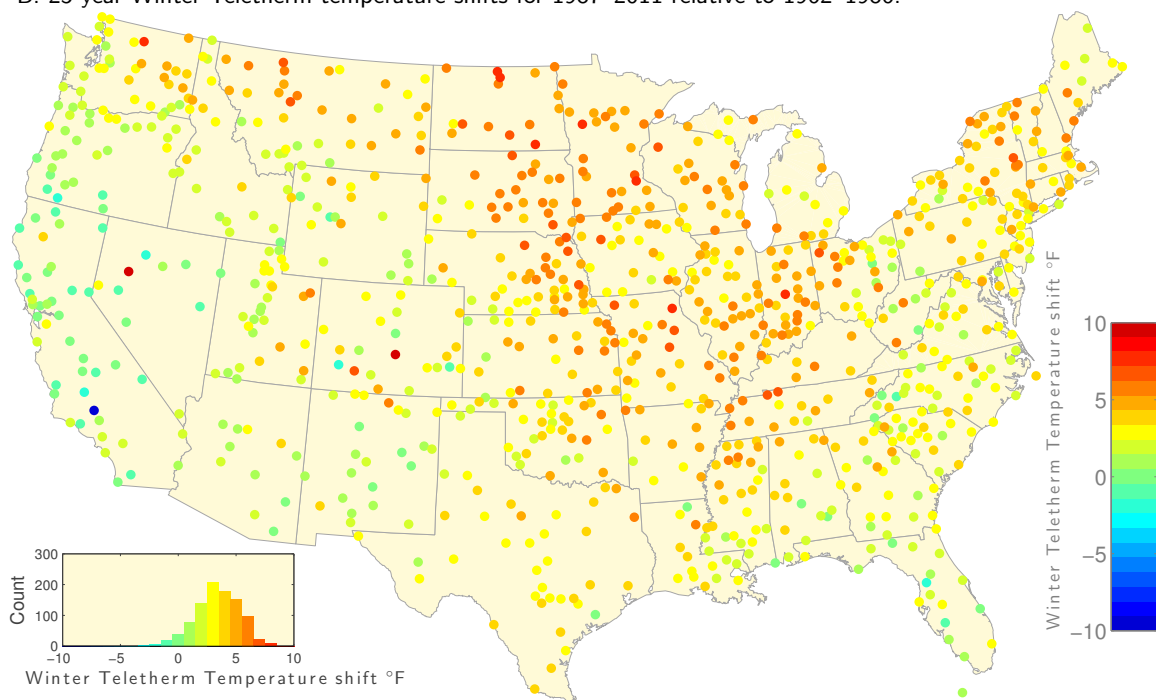 B. 25-year Winter Teletherm temperature shifts for 1987–2011 relative to 1962–1986.
10
5
0
−5
−10
Winter Teletherm Temperature shift °F
300
200
100
0
Count
−10 −5 0 5 10
Winter Teletherm Temperature shift °F